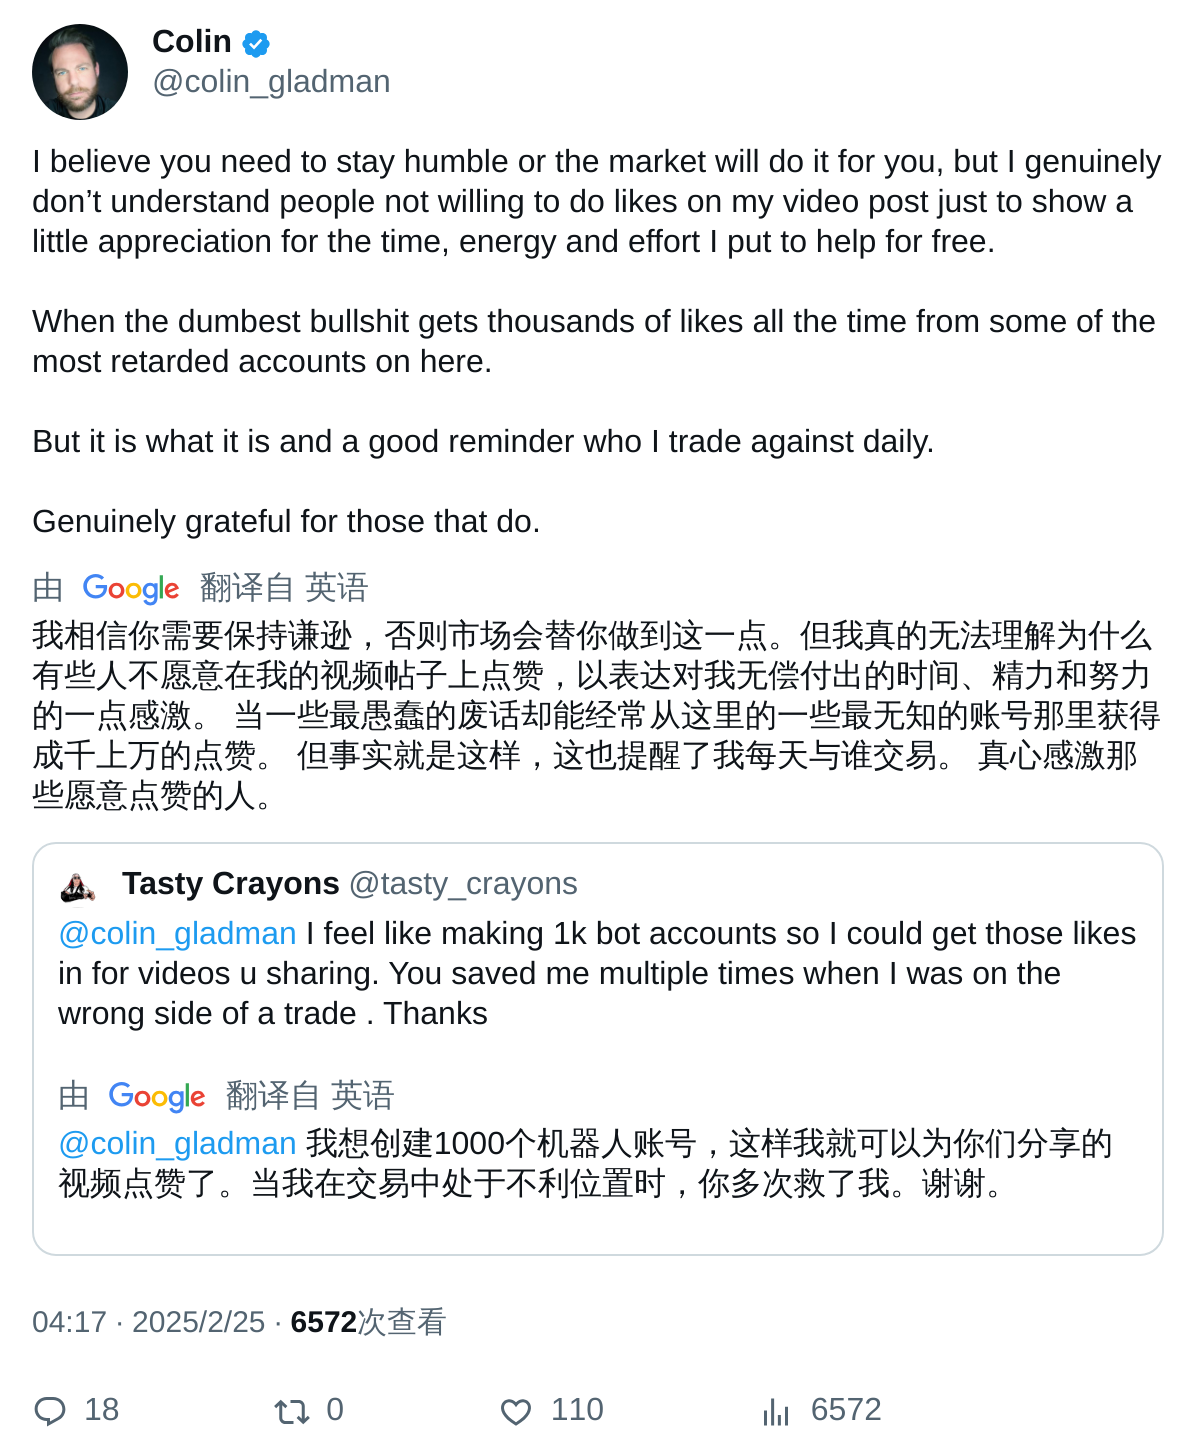 Colin
@colin_gladman
I believe you need to stay humble or the market will do it for you, but I genuinely
don’t understand people not willing to do likes on my video post just to show a
little appreciation for the time, energy and effort I put to help for free.
When the dumbest bullshit gets thousands of likes all the time from some of the
most retarded accounts on here.
But it is what it is and a good reminder who I trade against daily.
Genuinely grateful for those that do.
由 Google 翻译自 英语
我相信你需要保持谦逊，否则市场会替你做到这一点。但我真的无法理解为什么
有些人不愿意在我的视频帖子上点赞，以表达对我无偿付出的时间、精力和努力
的一点感激。 当一些最愚蠢的废话却能经常从这里的一些最无知的账号那里获得
成千上万的点赞。 但事实就是这样，这也提醒了我每天与谁交易。 真心感激那
些愿意点赞的人。
Tasty Crayons @tasty_crayons
@colin_gladman I feel like making 1k bot accounts so I could get those likes
in for videos u sharing. You saved me multiple times when I was on the
wrong side of a trade . Thanks
由 Google 翻译自 英语
@colin_gladman 我想创建1000个机器人账号，这样我就可以为你们分享的
视频点赞了。当我在交易中处于不利位置时，你多次救了我。谢谢。
04:17 · 2025/2/25 · 6572次查看
18 0 110 6572